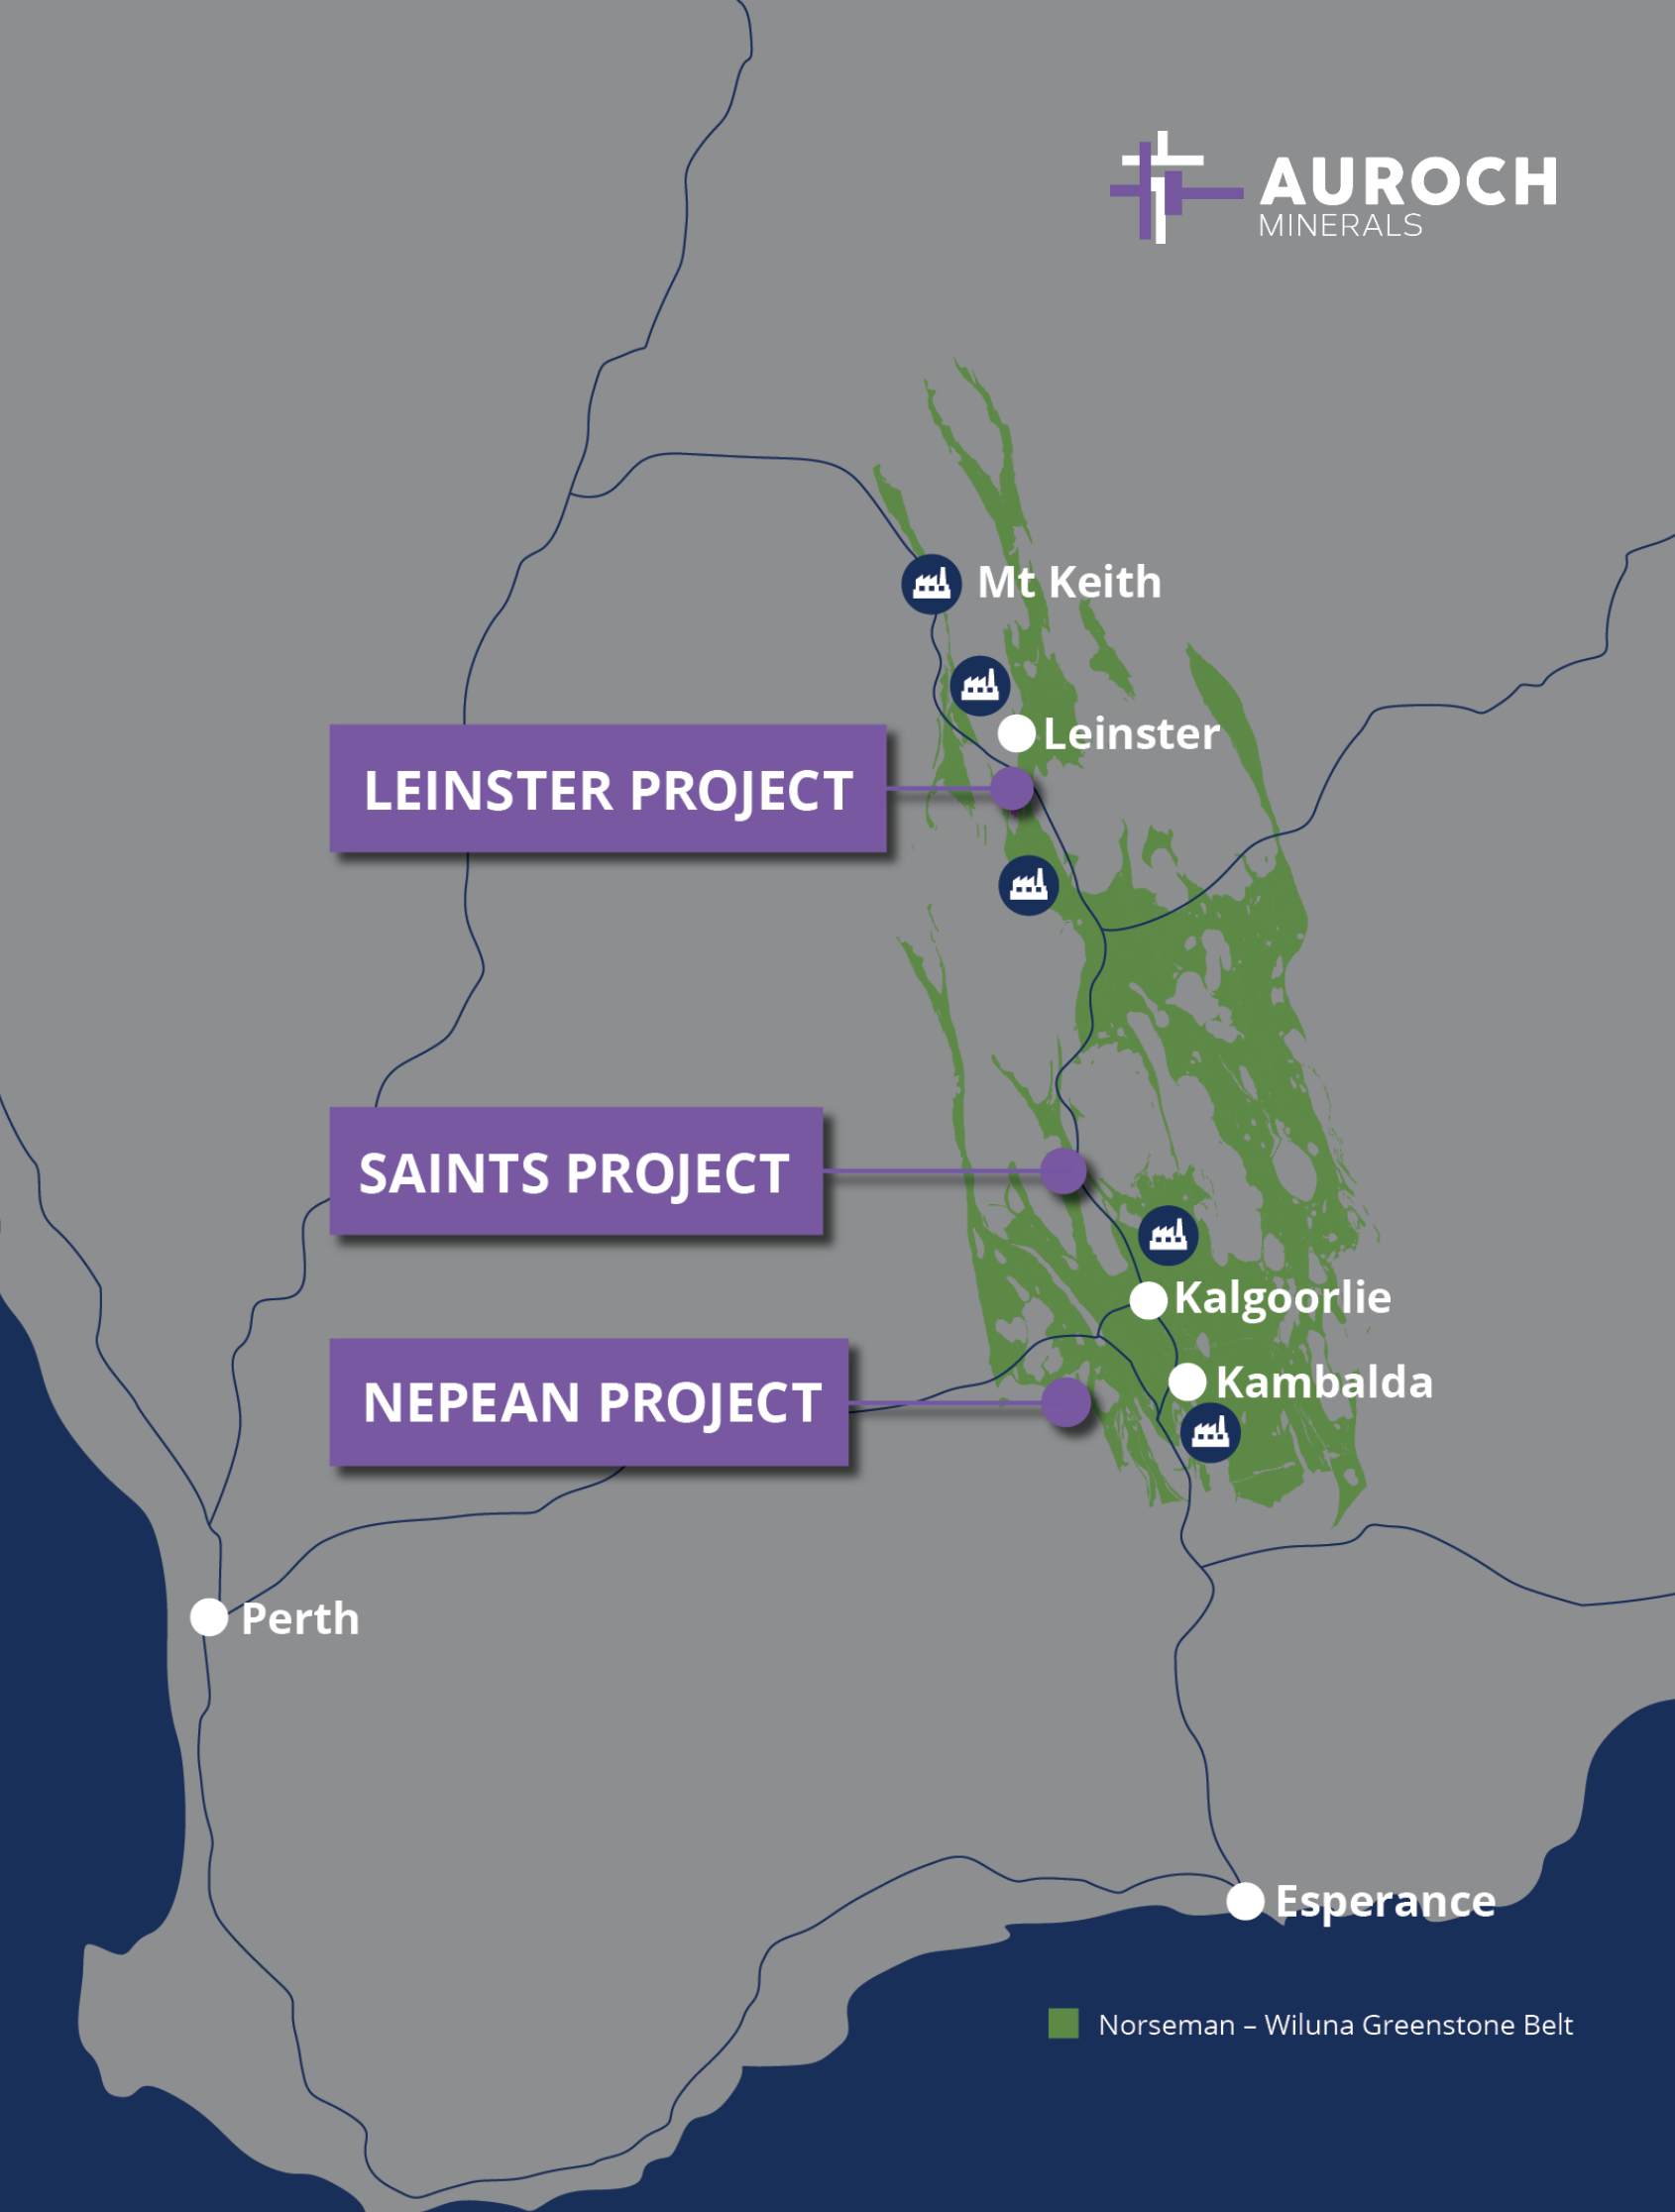 AUROCH
MINERALS
Mt Keith
Leinster
LEINSTER PROJECT
SAINTS PROJECT
Kalgoorlie
Kambalda
NEPEAN PROJECT
Perth
Esperance
Norseman – Wiluna Greenstone Belt